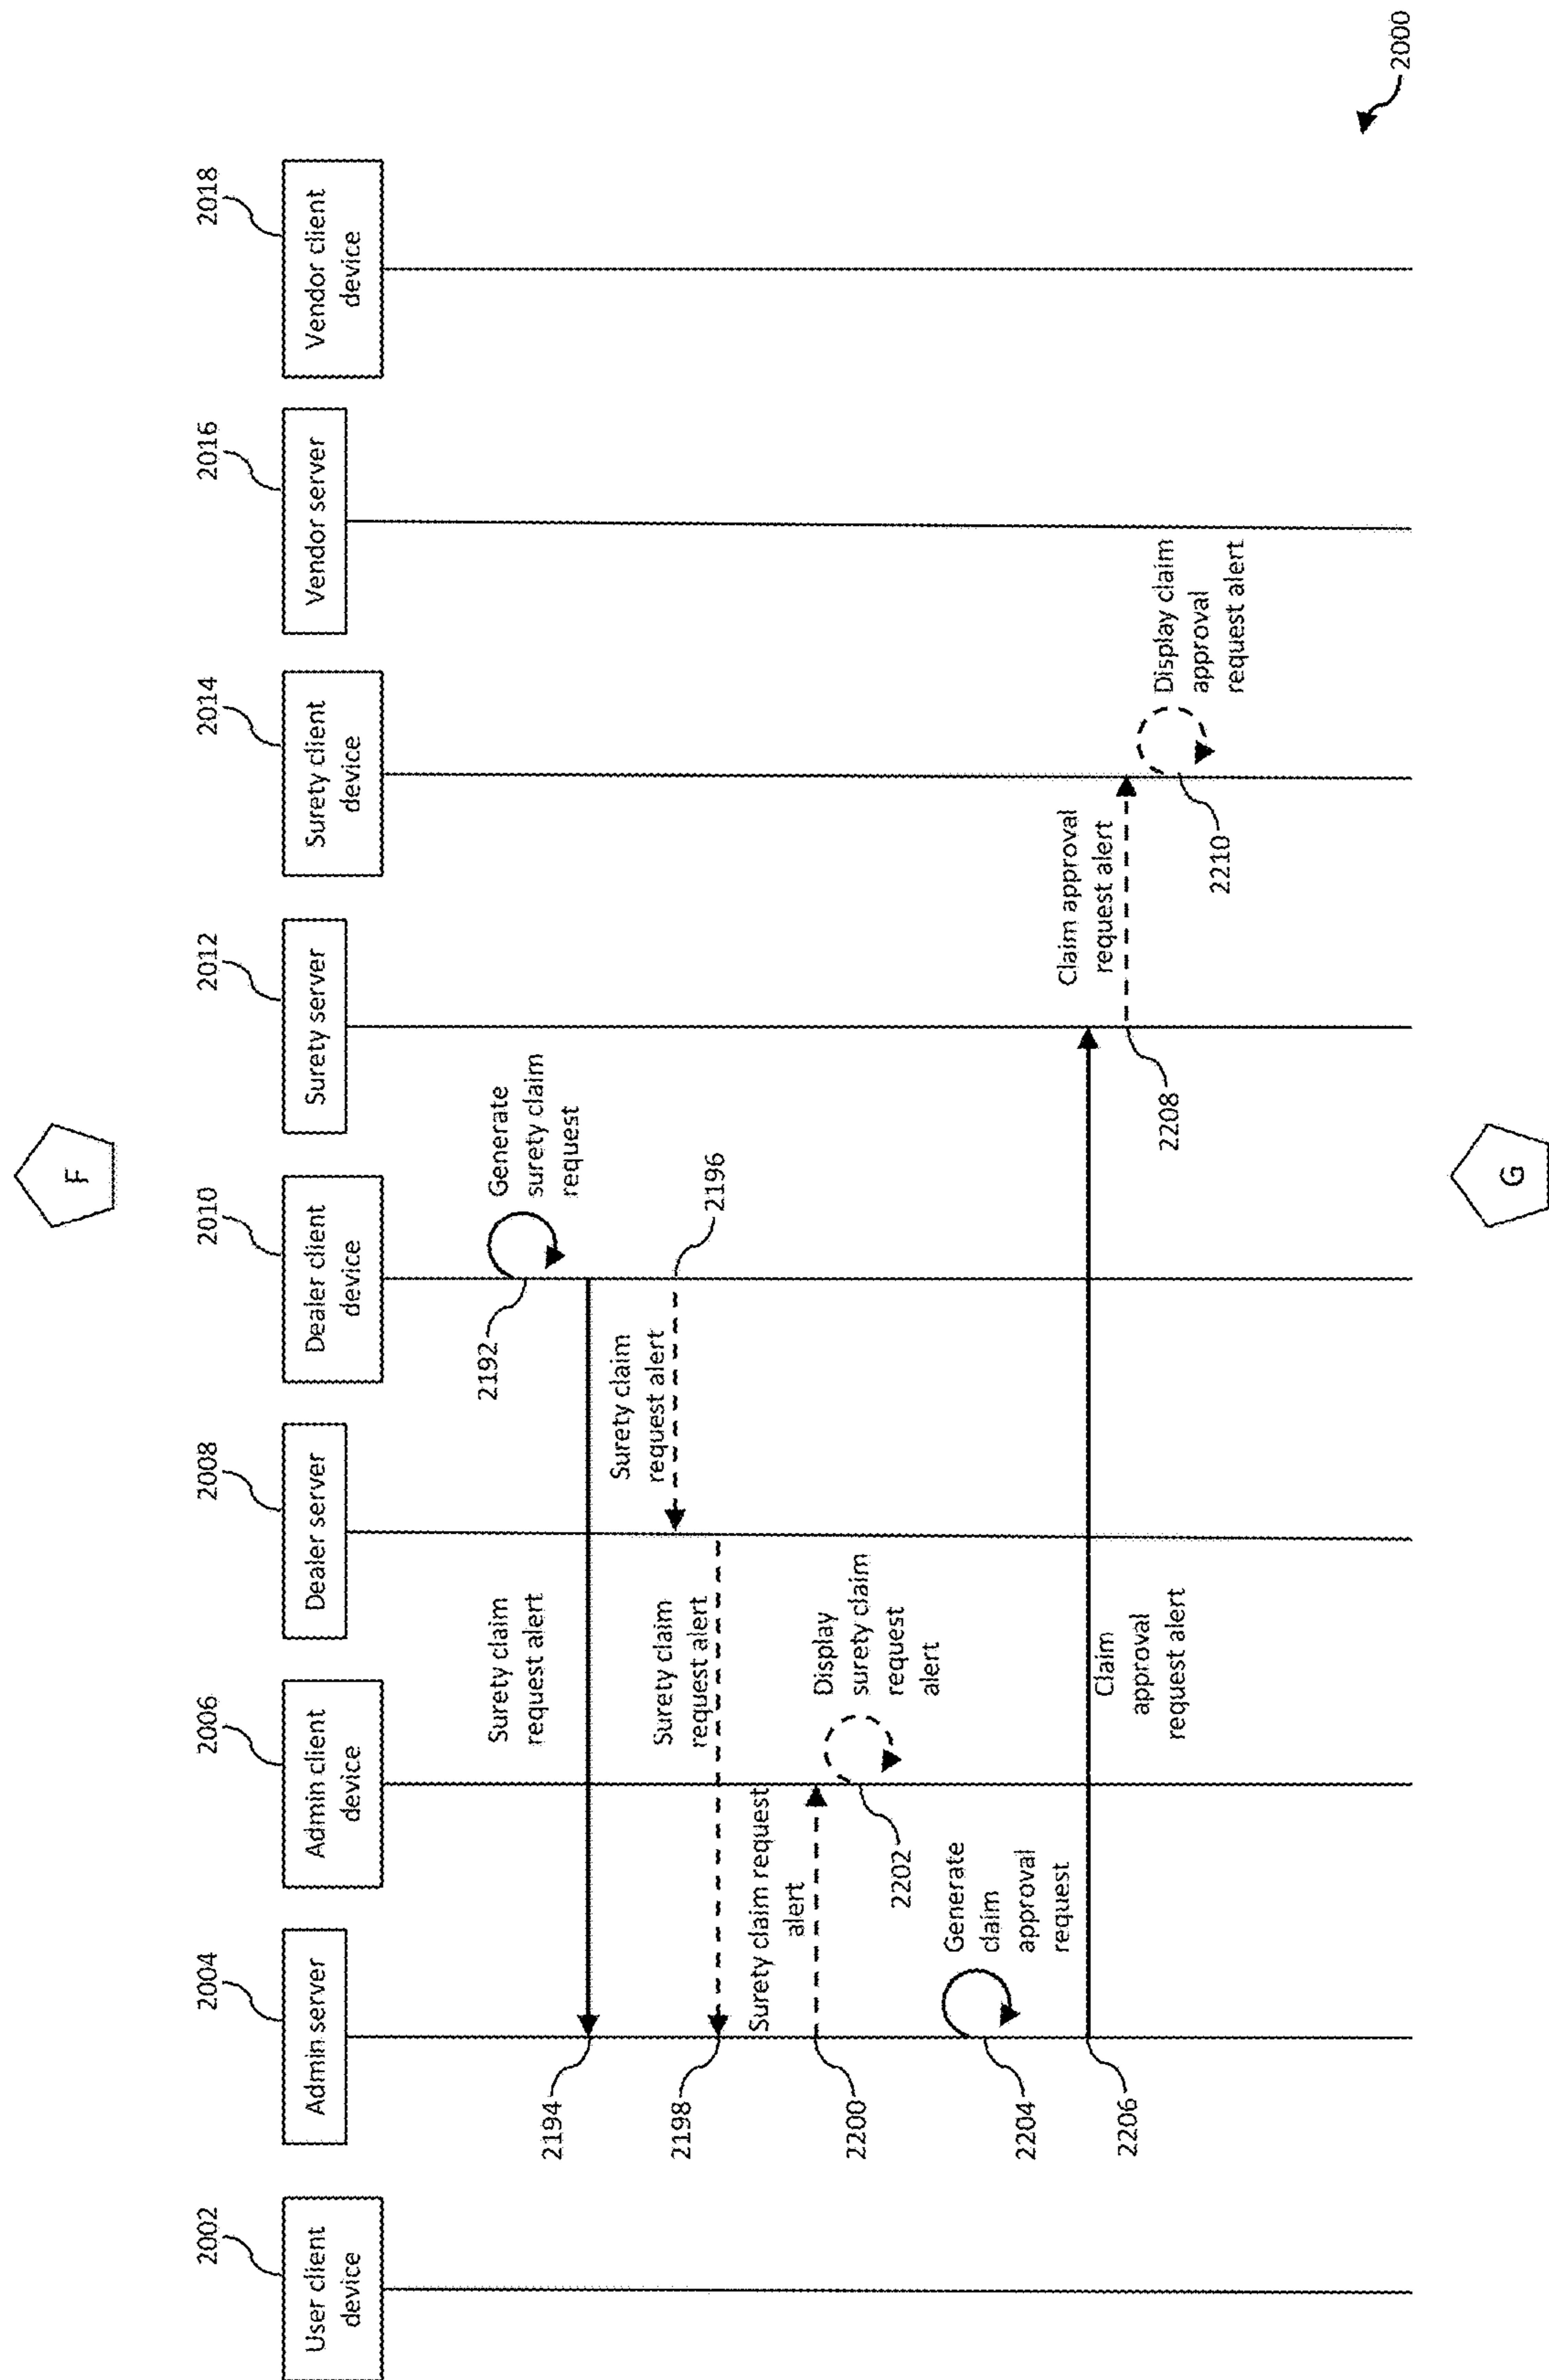 F
2002
2004
2006
2008
2010
2012
2014
2016
2018
User client
device
Admin server
Admin client
device
Dealer server
Dealer client
device
Surety server
Surety client
device
Vendor server
Vendor client
device
2192
Generate
surety claim
request
2194
Surety claim
request alert
Surety claim
request alert
2196
2198
Surety claim
request alert
Surety claim request
alert
2200
Display
surety claim
request
alert
2202
Generate
claim
approval
request
2204
2206
Claim
approval
request alert
Claim approval
request alert
2208
Display claim
approval
request alert
2210
2000
G